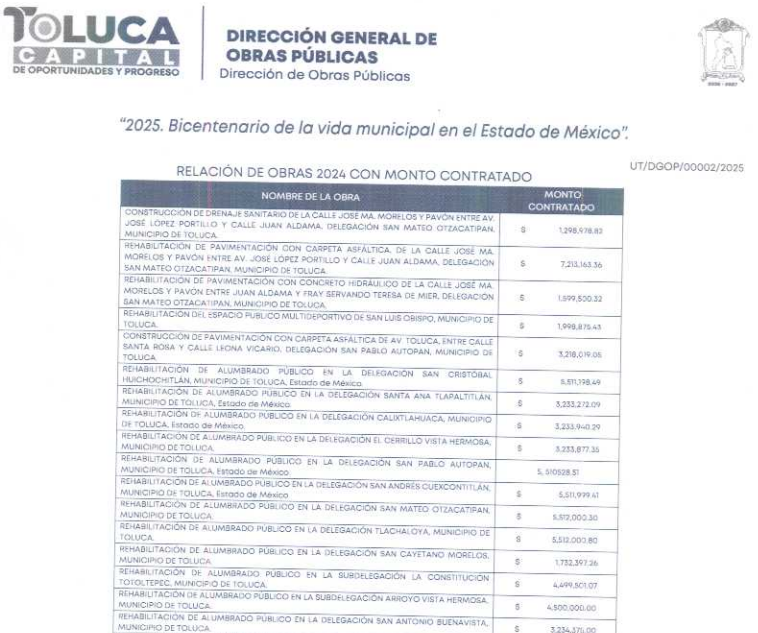 TOLUCA
CAPITAL
DE OPORTUNIDADES Y PROGRESO
DIRECCIÓN GENERAL DE
OBRAS PÚBLICAS
Dirección de Obras Públicas
"2025. Bicentenario de la vida municipal en el Estado de México".
UT/DGOP/00002/2025
RELACIÓN DE OBRAS 2024 CON MONTO CONTRATADO
NOMBRE DE LA OBRA
MONTO
CONTRATADO
CONSTRUCCIÓN DE DRENAJE SANITARIO DE LA CALLE JOSÉ MA. MORELOS Y PAVÓN ENTRE AV.
JOSÉ LÓPEZ PORTILLO Y CALLE JUAN ALDAMA, DELEGACIÓN SAN MATEO OTZACATIPAN,
MUNICIPIO DE TOLUCA.
$ 1,298,978.82
REHABILITACIÓN DE PAVIMENTACIÓN CON CARPETA ASFÁLTICA, DE LA CALLE JOSÉ MA.
MORELOS Y PAVÓN ENTRE AV. JOSÉ LÓPEZ PORTILLO Y CALLE JUAN ALDAMA, DELEGACIÓN
SAN MATEO OTZACATIPAN, MUNICIPIO DE TOLUCA.
$ 7,213,163.36
REHABILITACIÓN DE PAVIMENTACIÓN CON CONCRETO HIDRÁULICO DE LA CALLE JOSÉ MA.
MORELOS Y PAVÓN ENTRE JUAN ALDAMA Y FRAY SERVANDO TERESA DE MIER, DELEGACIÓN
SAN MATEO OTZACATIPAN, MUNICIPIO DE TOLUCA.
$ 1,599,500.32
REHABILITACIÓN DEL ESPACIO PÚBLICO MULTIDEPORTIVO DE SAN LUIS OBISPO, MUNICIPIO DE
TOLUCA.
$ 1,998,876.43
CONSTRUCCIÓN DE PAVIMENTACIÓN CON CARPETA ASFÁLTICA DE AV. TOLUCA, ENTRE CALLE
SANTA ROSA Y CALLE LEONA VICARIO, DELEGACIÓN SAN PABLO AUTOPAN, MUNICIPIO DE
TOLUCA.
$ 3,218,019.05
REHABILITACIÓN DE ALUMBRADO PÚBLICO EN LA DELEGACIÓN SAN CRISTÓBAL
HUICHOCHITLÁN, MUNICIPIO DE TOLUCA, Estado de México.
$ 5,511,198.49
REHABILITACIÓN DE ALUMBRADO PÚBLICO EN LA DELEGACIÓN SANTA ANA TLAPALTITLÁN,
MUNICIPIO DE TOLUCA, Estado de México.
$ 3,233,272.09
REHABILITACIÓN DE ALUMBRADO PÚBLICO EN LA DELEGACIÓN CALIXTLAHUACA, MUNICIPIO
DE TOLUCA, Estado de México.
$ 3,233,940.29
REHABILITACIÓN DE ALUMBRADO PÚBLICO EN LA DELEGACIÓN EL CERRILLO VISTA HERMOSA,
MUNICIPIO DE TOLUCA.
$ 3,233,877.35
REHABILITACIÓN DE ALUMBRADO PÚBLICO EN LA DELEGACIÓN SAN PABLO AUTOPAN,
MUNICIPIO DE TOLUCA, Estado de México.
5, 510528.51
REHABILITACIÓN DE ALUMBRADO PÚBLICO EN LA DELEGACIÓN SAN ANDRÉS CUEXCONTITLÁN,
MUNICIPIO DE TOLUCA, Estado de México
$ 5,511,999.41
REHABILITACIÓN DE ALUMBRADO PÚBLICO EN LA DELEGACIÓN SAN MATEO OTZACATIPAN,
MUNICIPIO DE TOLUCA.
$ 5,512,000.30
REHABILITACIÓN DE ALUMBRADO PÚBLICO EN LA DELEGACIÓN TLACHALOYA, MUNICIPIO DE
TOLUCA.
$ 5,512,000.80
REHABILITACIÓN DE ALUMBRADO PÚBLICO EN LA DELEGACIÓN SAN CAYETANO MORELOS,
MUNICIPIO DE TOLUCA.
$ 1,732,397.26
REHABILITACIÓN DE ALUMBRADO PÚBLICO EN LA SUBDELEGACIÓN LA CONSTITUCIÓN
TOTOLTEPEC, MUNICIPIO DE TOLUCA.
$ 4,499,501.07
REHABILITACIÓN DE ALUMBRADO PÚBLICO EN LA SUBDELEGACIÓN ARROYO VISTA HERMOSA,
MUNICIPIO DE TOLUCA.
$ 4,500,000.00
REHABILITACIÓN DE ALUMBRADO PÚBLICO EN LA DELEGACIÓN SAN ANTONIO BUENAVISTA,
MUNICIPIO DE TOLUCA.
$ 3,234,375.00